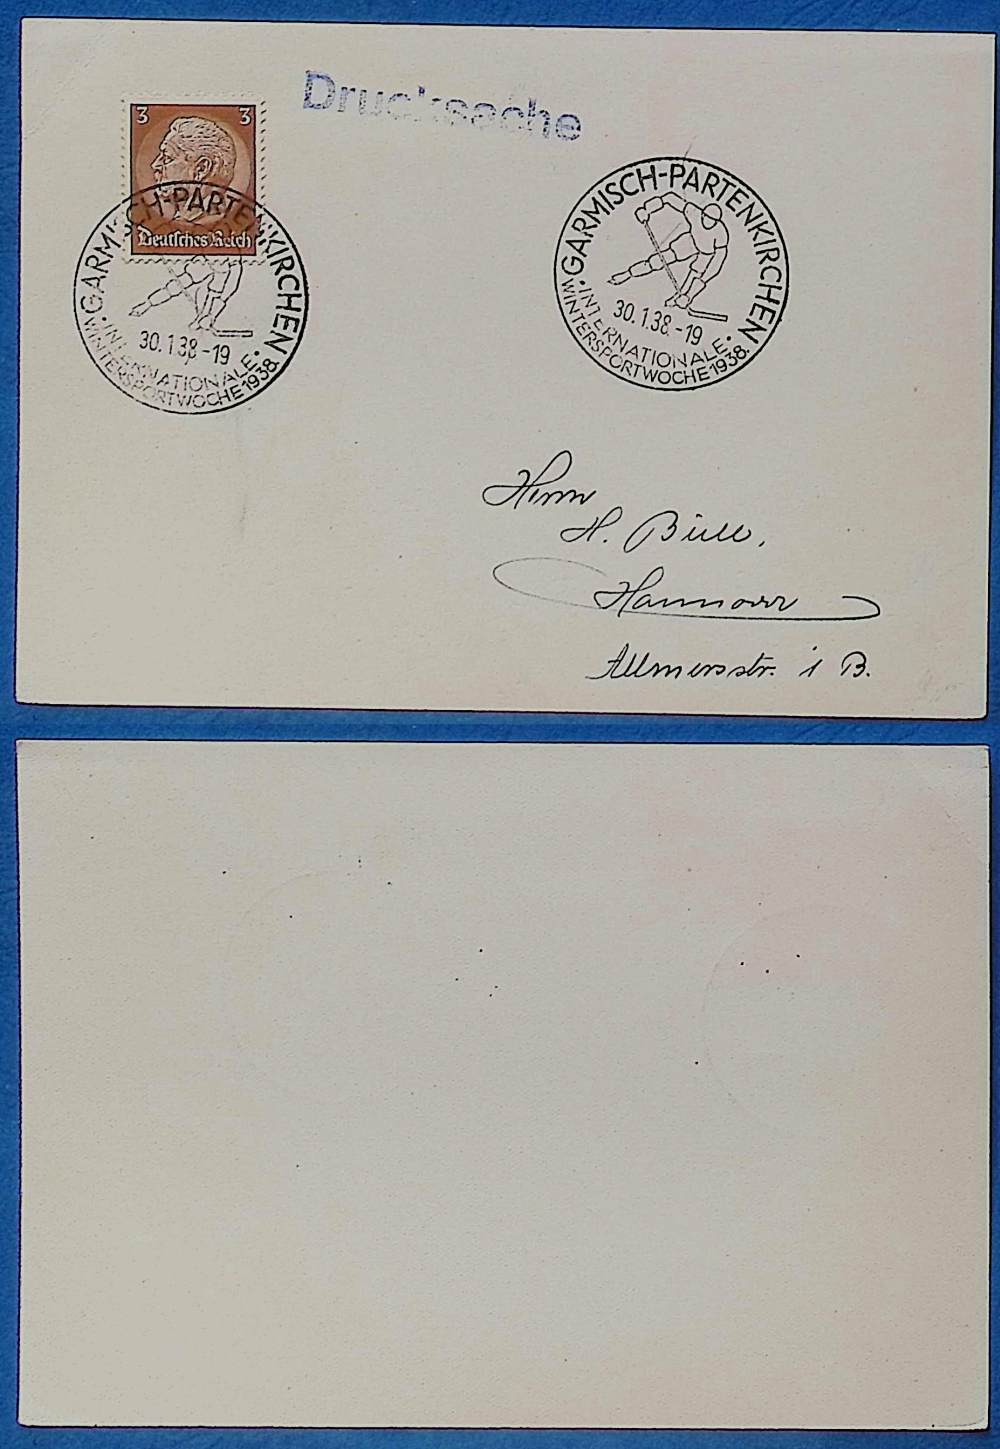 Drucksache
3 3
Deutsches Reich
GARMISCH-PARTENKIRCHEN
30.1.38.-19
·INTERNATIONALE·
WINTERSPORTWOCHE 1938.
GARMISCH-PARTENKIRCHEN
30.1.38.-19
·INTERNATIONALE·
WINTERSPORTWOCHE 1938.
Herrn
H. Büll,
Hannover
Allmersstr. 1 B.